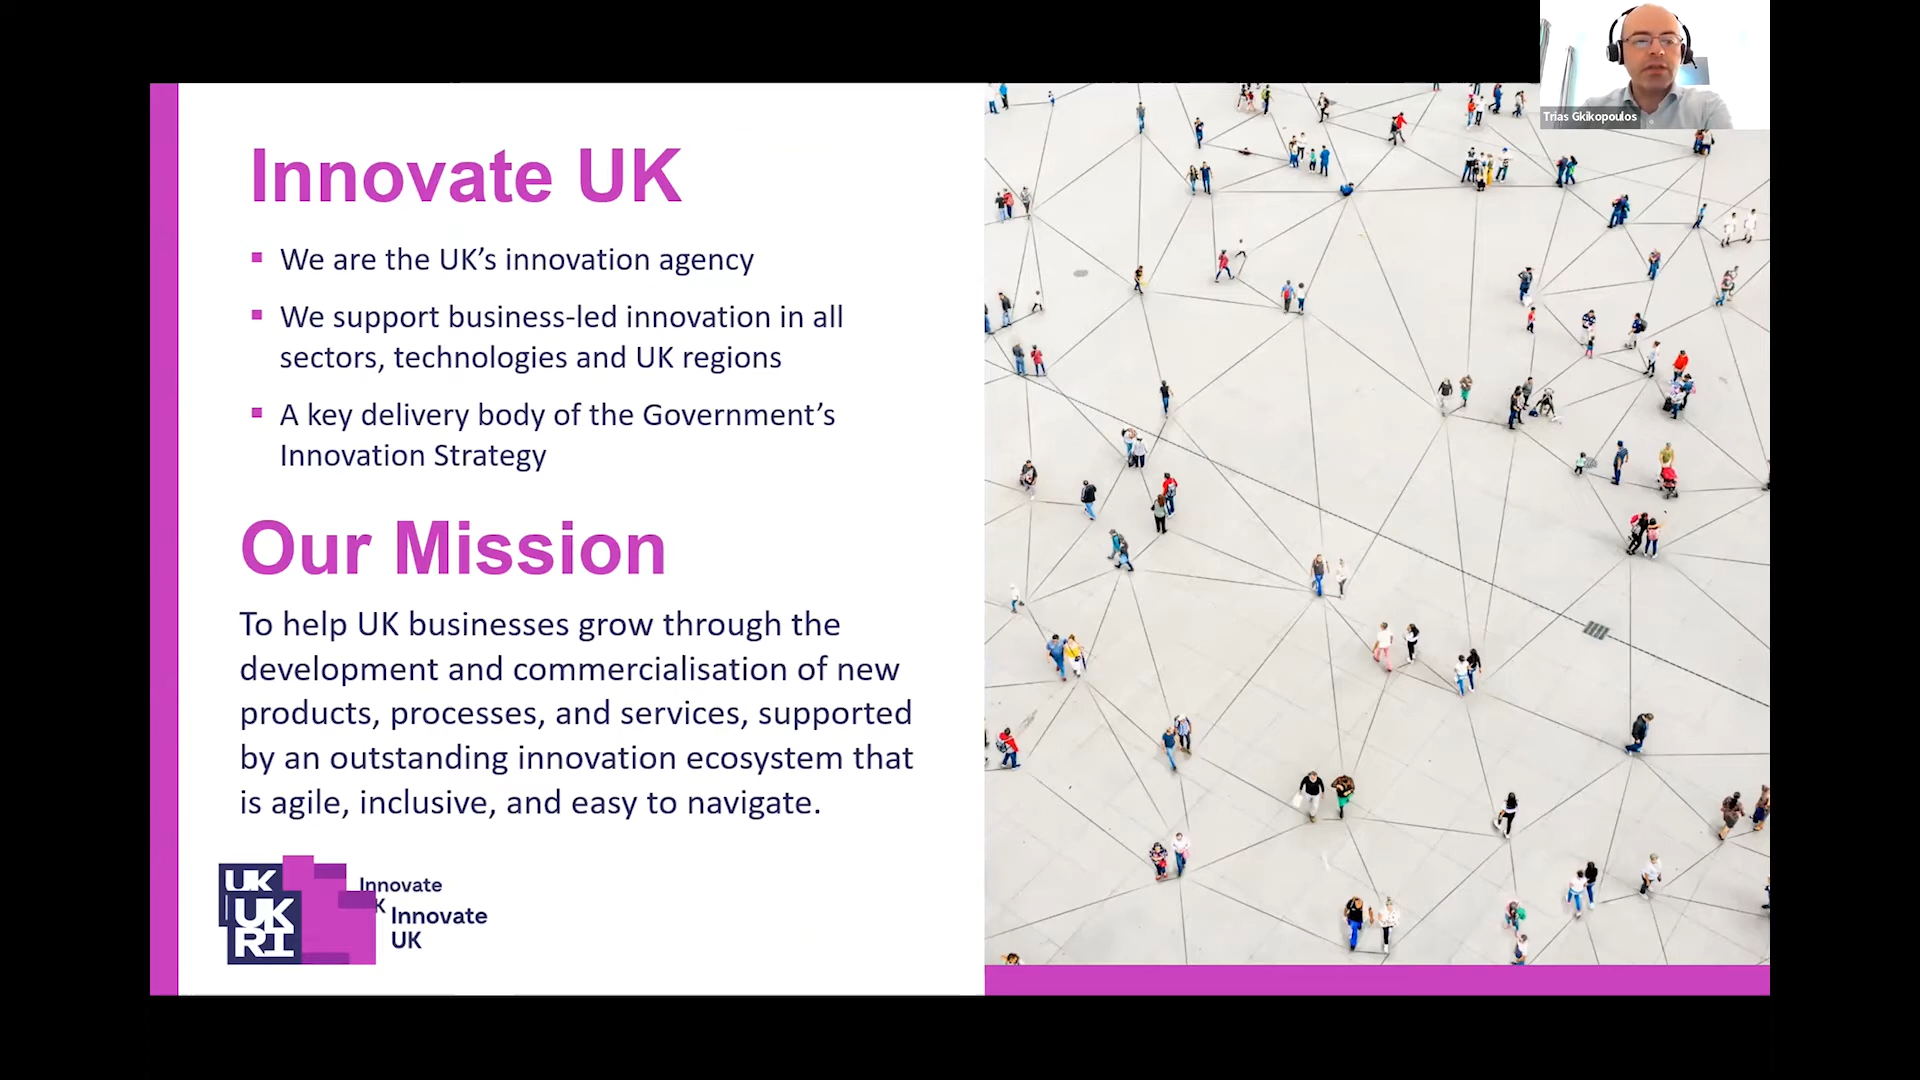 Trias Gkikopoulos
Innovate UK
We are the UK’s innovation agency
We support business-led innovation in all
sectors, technologies and UK regions
A key delivery body of the Government’s
Innovation Strategy
Our Mission
To help UK businesses grow through the
development and commercialisation of new
products, processes, and services, supported
by an outstanding innovation ecosystem that
is agile, inclusive, and easy to navigate.
UK
Innovate
K
UK
RI
Innovate
UK